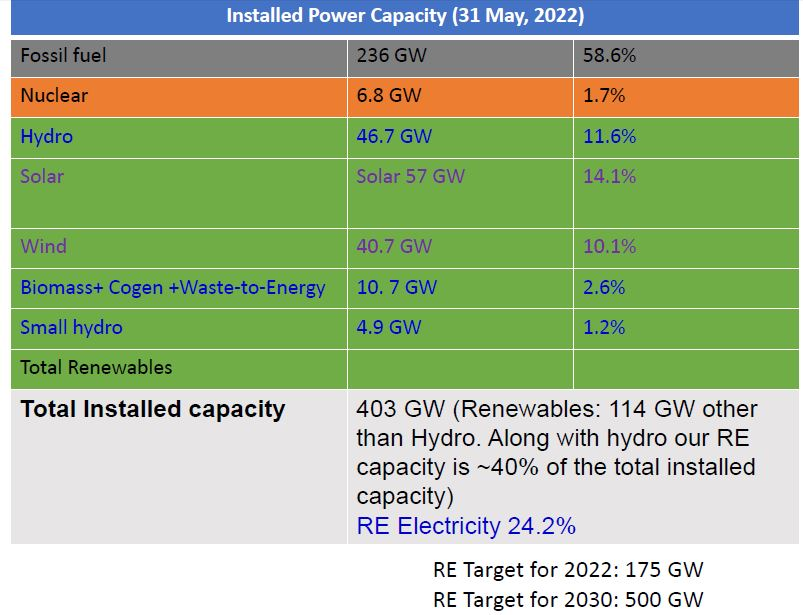 Installed Power Capacity (31 May, 2022)
Fossil fuel 236 GW 58.6%
Nuclear 6.8 GW 1.7%
Hydro 46.7 GW 11.6%
Solar Solar 57 GW 14.1%
Wind 40.7 GW 10.1%
Biomass+ Cogen +Waste-to-Energy 10. 7 GW 2.6%
Small hydro 4.9 GW 1.2%
Total Renewables
Total Installed capacity 403 GW (Renewables: 114 GW other
than Hydro. Along with hydro our RE
capacity is ~40% of the total installed
capacity)
RE Electricity 24.2%
RE Target for 2022: 175 GW
RE Target for 2030: 500 GW